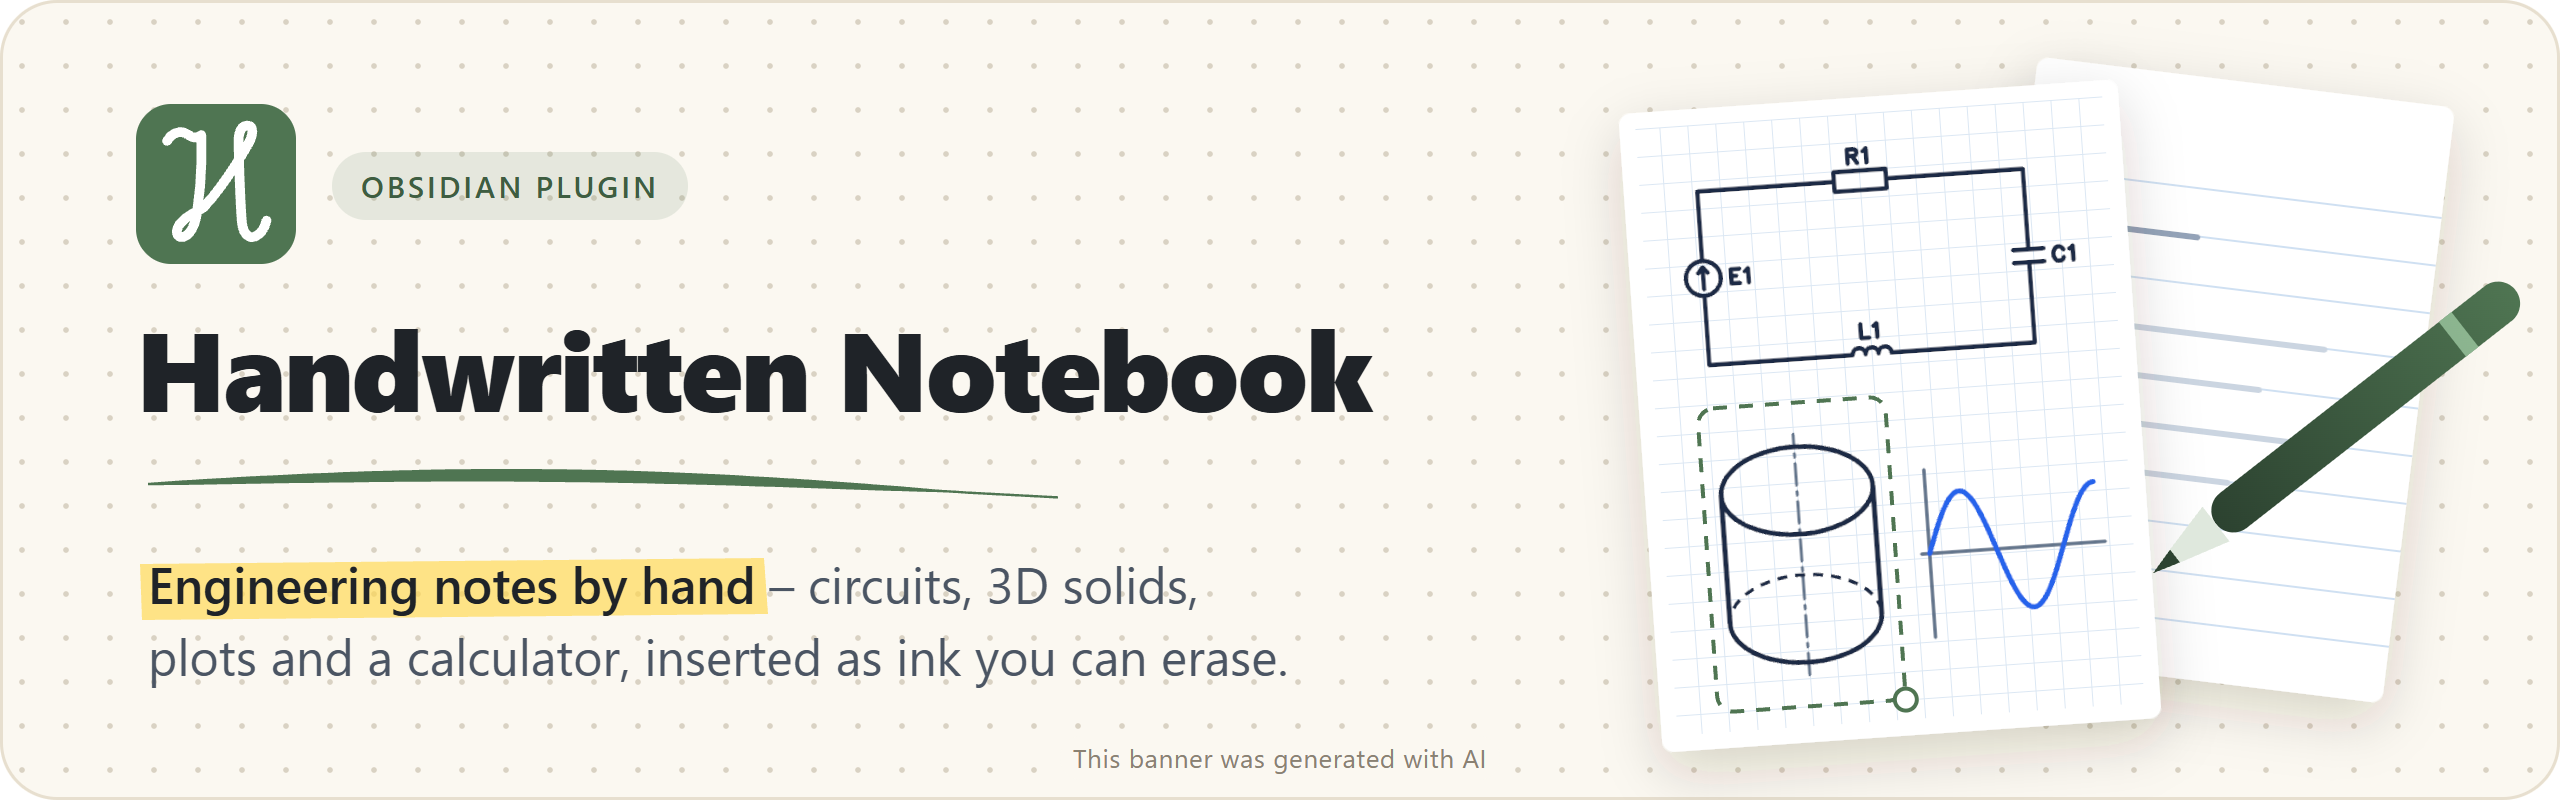 H
OBSIDIAN PLUGIN
Handwritten Notebook
Engineering notes by hand – circuits, 3D solids,
plots and a calculator, inserted as ink you can erase.
This banner was generated with AI
R1
C1
E1
L1